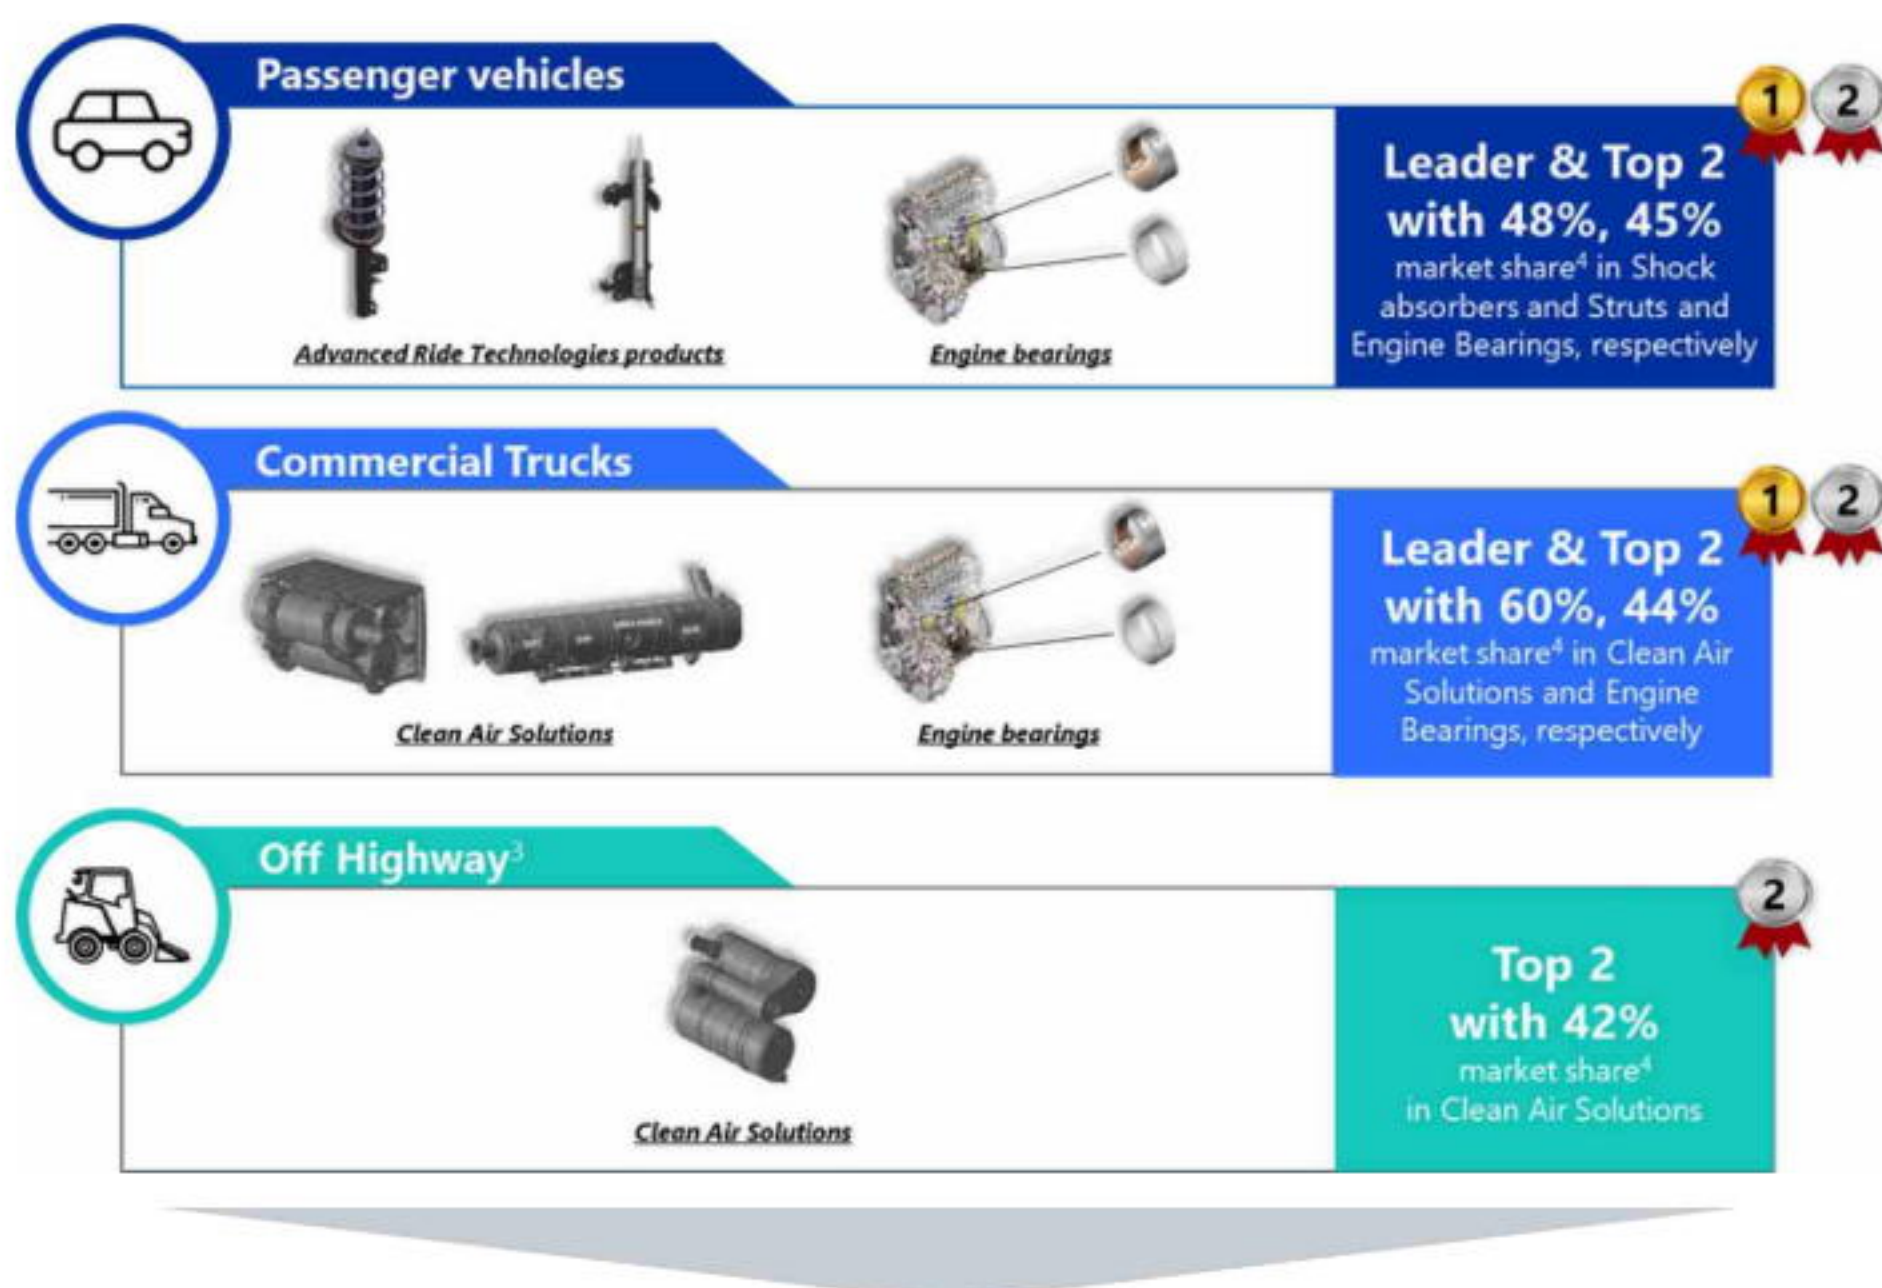 Passenger vehicles
1 2
Leader & Top 2
with 48%, 45%
market share⁴ in Shock
absorbers and Struts and
Engine Bearings, respectively
Advanced Ride Technologies products
Engine bearings
Commercial Trucks
1 2
Leader & Top 2
with 60%, 44%
market share⁴ in Clean Air
Solutions and Engine
Bearings, respectively
Clean Air Solutions
Engine bearings
Off Highway³
2
Top 2
with 42%
market share⁴
in Clean Air Solutions
Clean Air Solutions